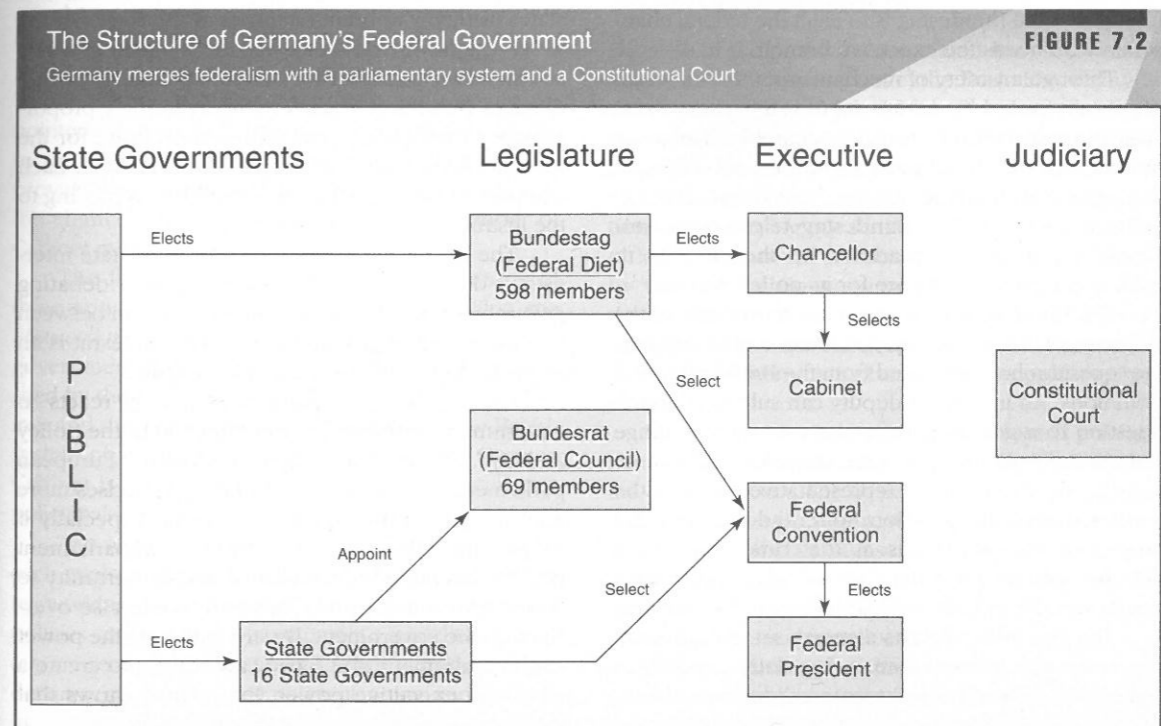 The Structure of Germany's Federal Government
Germany merges federalism with a parliamentary system and a Constitutional Court
FIGURE 7.2
State Governments
Legislature
Executive
Judiciary
PUBLIC
Elects
Bundestag
(Federal Diet)
598 members
Elects
Chancellor
Selects
Cabinet
Constitutional
Court
Select
Bundesrat
(Federal Council)
69 members
Appoint
Federal
Convention
Select
Elects
Elects
State Governments
16 State Governments
Federal
President